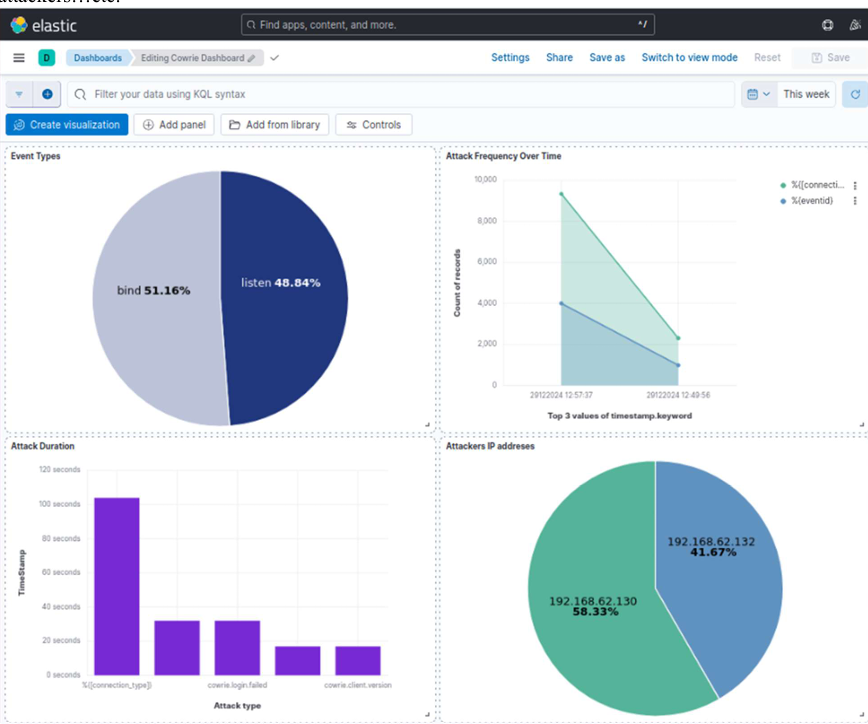 attackers...etc.
elastic
Find apps, content, and more.
^/
D
Dashboards
Editing Cowrie Dashboard
Settings
Share
Save as
Switch to view mode
Reset
Save
Filter your data using KQL syntax
This week
Create visualization
Add panel
Add from library
Controls
Event Types
bind 51.16%
listen 48.84%
Attack Frequency Over Time
10,000
8,000
6,000
4,000
2,000
0
Count of records
29122024 12:57:37
29122024 12:49:56
Top 3 values of timestamp.keyword
%{[connecti...
%{eventid}
Attack Duration
120 seconds
100 seconds
80 seconds
60 seconds
40 seconds
20 seconds
0 seconds
TimeStamp
%{[connection_type]}
cowrie.login.failed
cowrie.client.version
Attack type
Attackers IP addreses
192.168.62.132
41.67%
192.168.62.130
58.33%